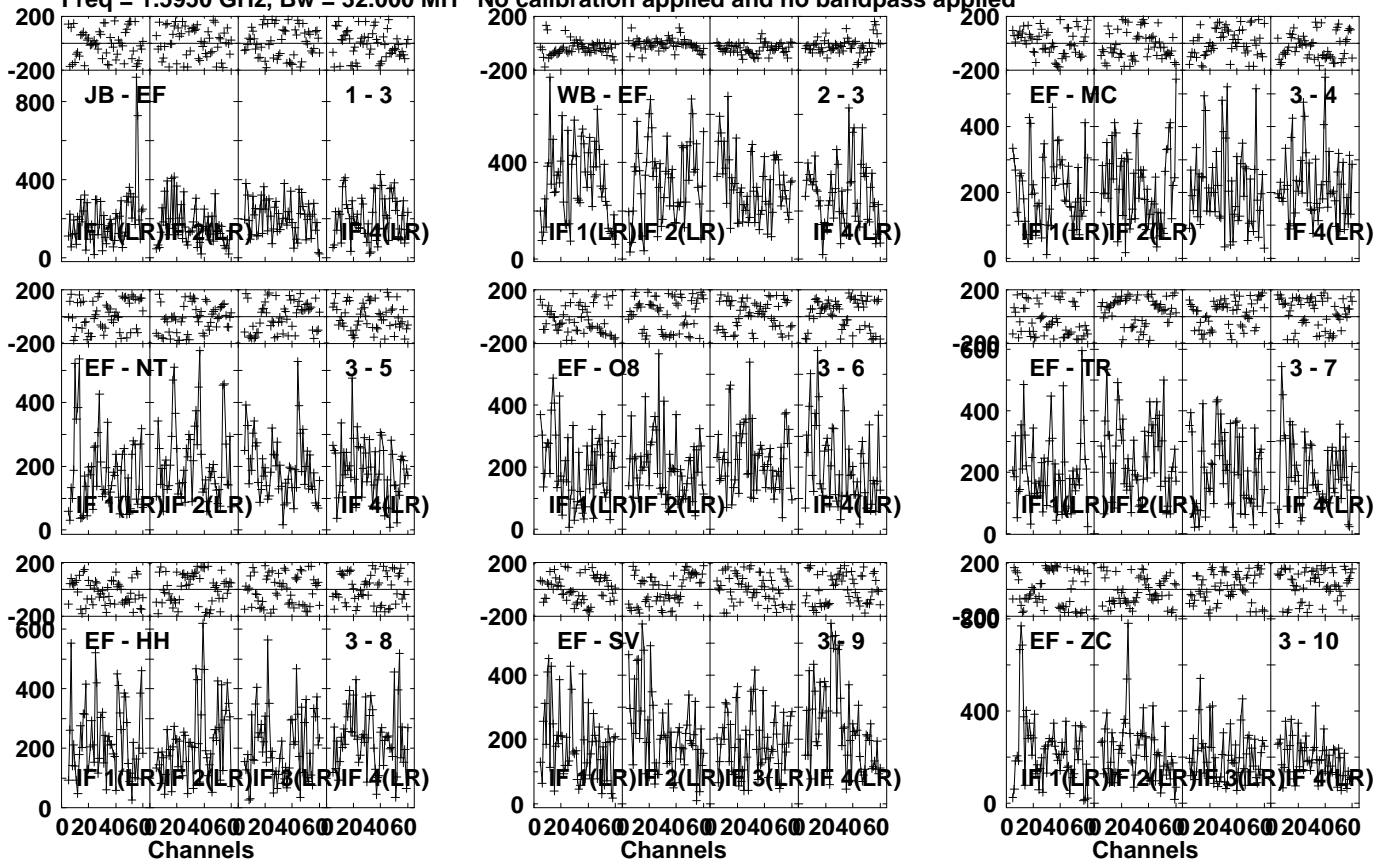 Freq = 1.5950 GHz, Bw = 32.000 MH No calibration applied and no bandpass applied
200 200 200
-200 -200 -200
JB - EF 1 - 3 WB - EF 2 - 3 EF - MC 3 - 4
800
400 400 400
200
IF 1(LR) IF 2(LR) IF 4(LR) IF 1(LR) IF 2(LR) IF 4(LR) IF 1(LR) IF 2(LR) IF 4(LR)
0 0 0
200 200 200
-200 -200 -200
600
EF - NT 3 - 5 EF - O8 3 - 6 EF - TR 3 - 7
400 400 400
200 200 200
IF 1(LR) IF 2(LR) IF 4(LR) IF 1(LR) IF 2(LR) IF 4(LR) IF 1(LR) IF 2(LR) IF 4(LR)
0 0 0
200 200 200
-200 -200 -200
600 800
EF - HH 3 - 8 EF - SV 3 - 9 EF - ZC 3 - 10
400 400 400
200 200
IF 1(LR) IF 2(LR) IF 3(LR) IF 4(LR) IF 1(LR) IF 2(LR) IF 3(LR) IF 4(LR) IF 1(LR) IF 2(LR) IF 3(LR) IF 4(LR)
0 0 0
0 20 40 60 0 20 40 60 0 20 40 60 0 20 40 60 0 20 40 60 0 20 40 60 0 20 40 60 0 20 40 60 0 20 40 60 0 20 40 60 0 20 40 60 0 20 40 60
Channels Channels Channels